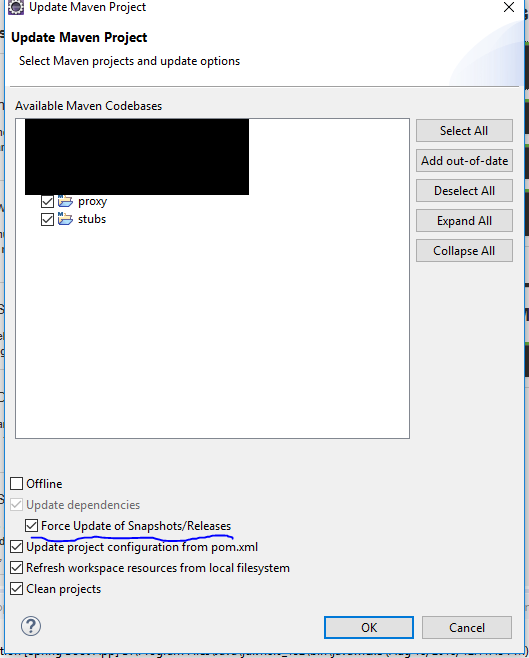 Update Maven Project
Update Maven Project
Select Maven projects and update options
Available Maven Codebases
proxy
stubs
Select All
Add out-of-date
Deselect All
Expand All
Collapse All
Offline
Update dependencies
Force Update of Snapshots/Releases
Update project configuration from pom.xml
Refresh workspace resources from local filesystem
Clean projects
OK
Cancel